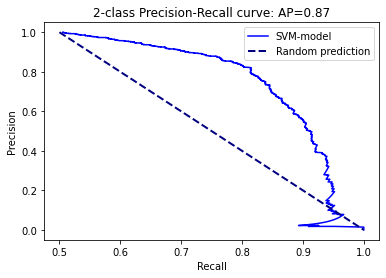 2-class Precision-Recall curve: AP=0.87
SVM-model
Random prediction
Precision
1.0
0.8
0.6
0.4
0.2
0.0
0.5 0.6 0.7 0.8 0.9 1.0
Recall